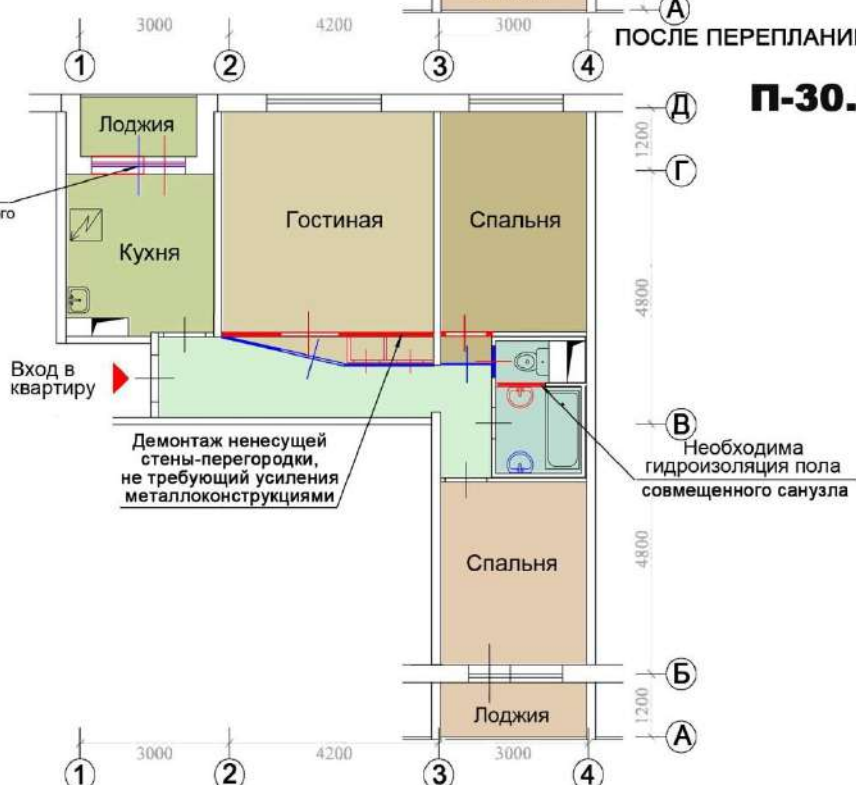 А
3000
4200
3000
ПОСЛЕ ПЕРЕПЛАНИ
1
2
3
4
П-30.
Д
Лоджия
1200
Г
го
Гостиная
Спальня
Кухня
4800
Вход в
квартиру
В
Демонтаж ненесущей
стены-перегородки,
не требующий усиления
металлоконструкциями
Необходима
гидроизоляция пола
совмещенного санузла
4800
Спальня
Б
1200
Лоджия
А
3000
4200
3000
1
2
3
4